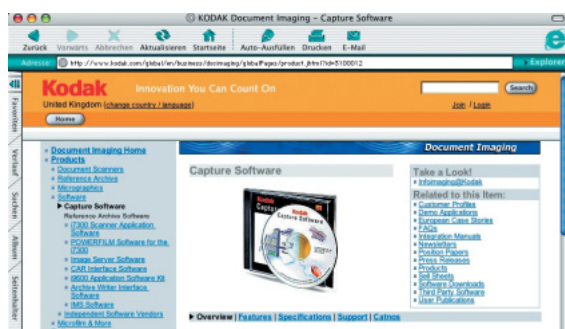 KODAK Document Imaging – Capture Software
Zurück Vorwärts Abbrechen Aktualisieren Startseite Auto-Ausfüllen Drucken E-Mail
Adresse http://www.kodak.com/global/en/business/docimaging/globalPages/product.jhtml?id=5100012
Explorer
Kodak Innovation You Can Count On
Search
United Kingdom (change country / language)
Join / Login
Home
Favoriten
Verlauf
Suchen
Album
Seitenhalter
Document Imaging Home
Products
Document Scanners
Reference Archive
Micrographics
Software
Capture Software
Reference Archive Software
i7300 Scanner Application Software
POWERFILM Software for the i7300
Image Server Software
CAR Interface Software
i9600 Application Software Kit
Archive Writer Interface Software
IMS Software
Independent Software Vendors
Microfilm & More
Document Imaging
Capture Software
Kodak
Capture Software
Overview | Features | Specifications | Support | Catnos
Take a Look!
Infoimaging@Kodak
Related to this Item:
Customer Profiles
Demo Applications
European Case Stories
FAQs
Integration Manuals
Newsletters
Position Papers
Press Releases
Products
Sell Sheets
Software Downloads
Third Party Software
User Publications